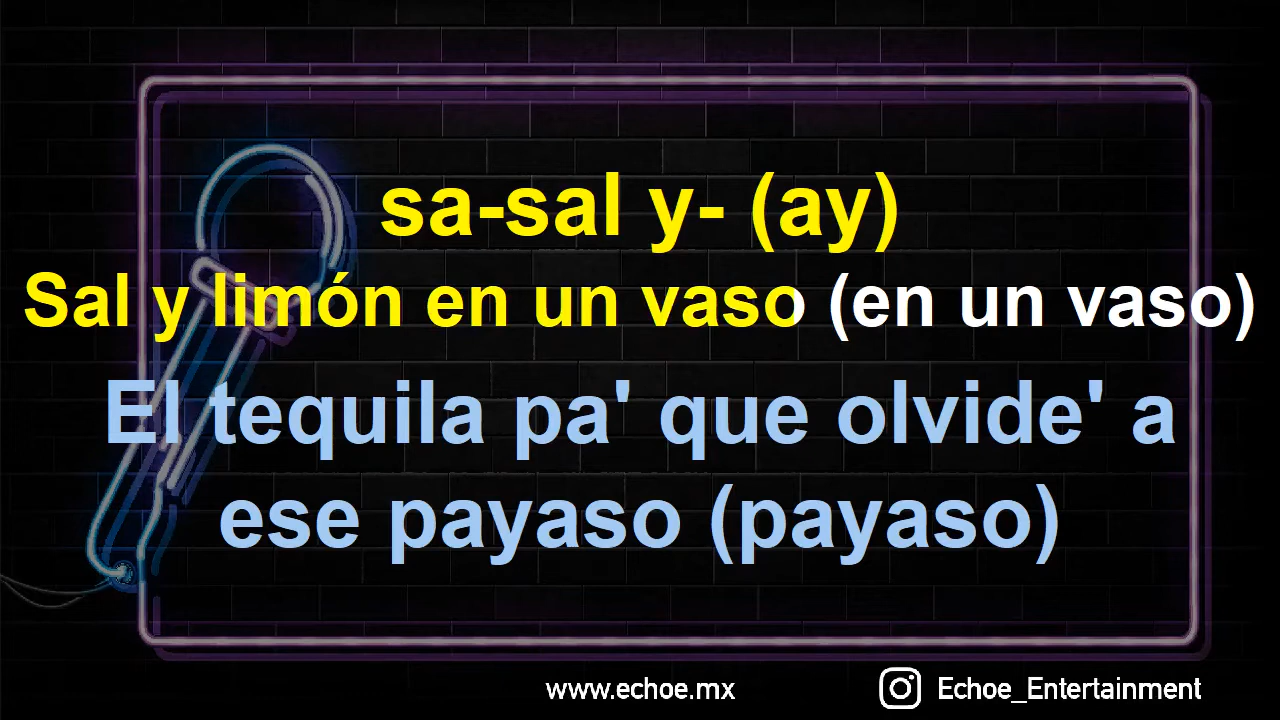 sa-sal y- (ay)
Sal y limón en un vaso (en un vaso)
El tequila pa' que olvide' a
ese payaso (payaso)
www.echoe.mx
Echoe_Entertainment